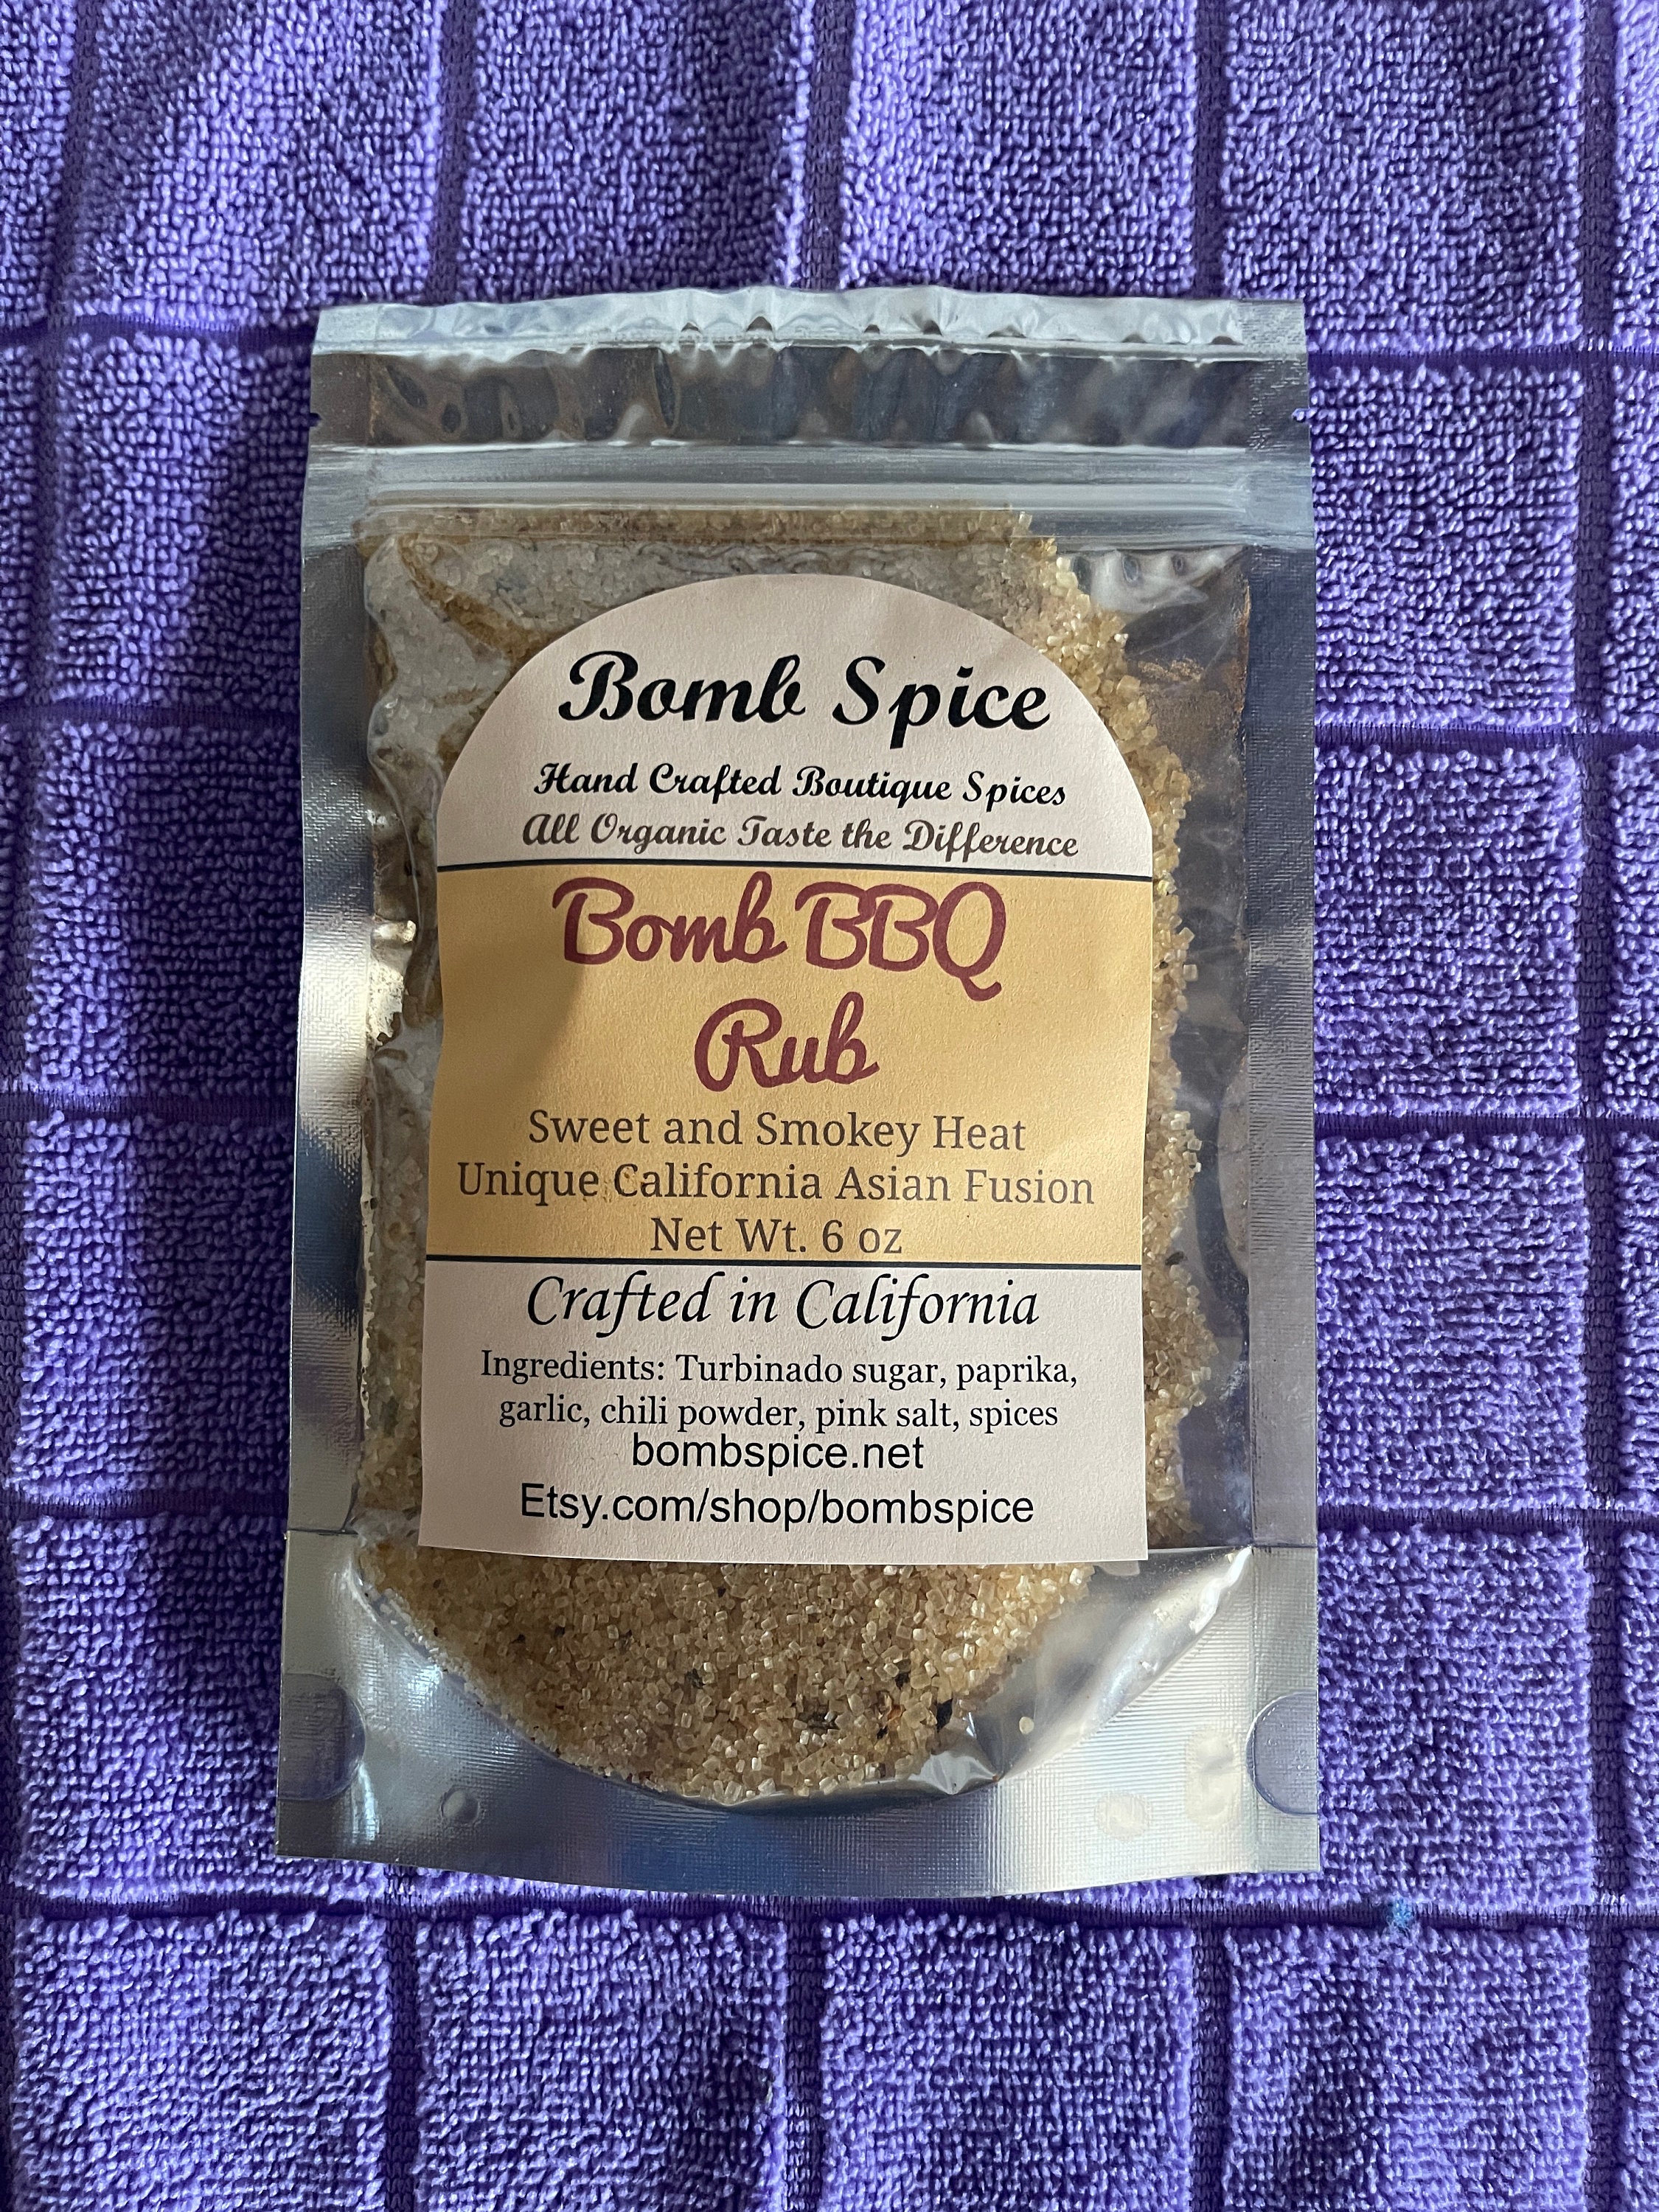 Bomb Spice
Hand Crafted Boutique Spices
All Organic Taste the Difference
Bomb BBQ
Rub
Sweet and Smokey Heat
Unique California Asian Fusion
Net Wt. 6 oz
Crafted in California
Ingredients: Turbinado sugar, paprika,
garlic, chili powder, pink salt, spices
bombspice.net
Etsy.com/shop/bombspice